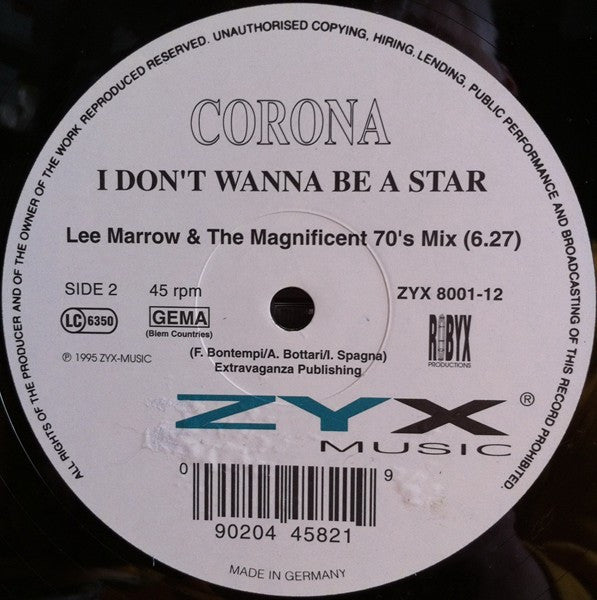 ALL RIGHTS OF THE PRODUCER AND OF THE OWNER OF THE WORK REPRODUCED RESERVED. UNAUTHORISED COPYING, HIRING, LENDING, PUBLIC PERFORMANCE AND BROADCASTING OF THIS RECORD PROHIBITED.
CORONA
I DON'T WANNA BE A STAR
Lee Marrow & The Magnificent 70's Mix (6.27)
SIDE 2 45 rpm ZYX 8001-12
LC 6350 GEMA
(Biem Countries)
ROBYX
PRODUCTIONS
℗ 1995 ZYX-MUSIC
(F. Bontempi/A. Bottari/I. Spagna)
Extravaganza Publishing
ZYX ®
MUSIC
0 9
90204 45821
MADE IN GERMANY